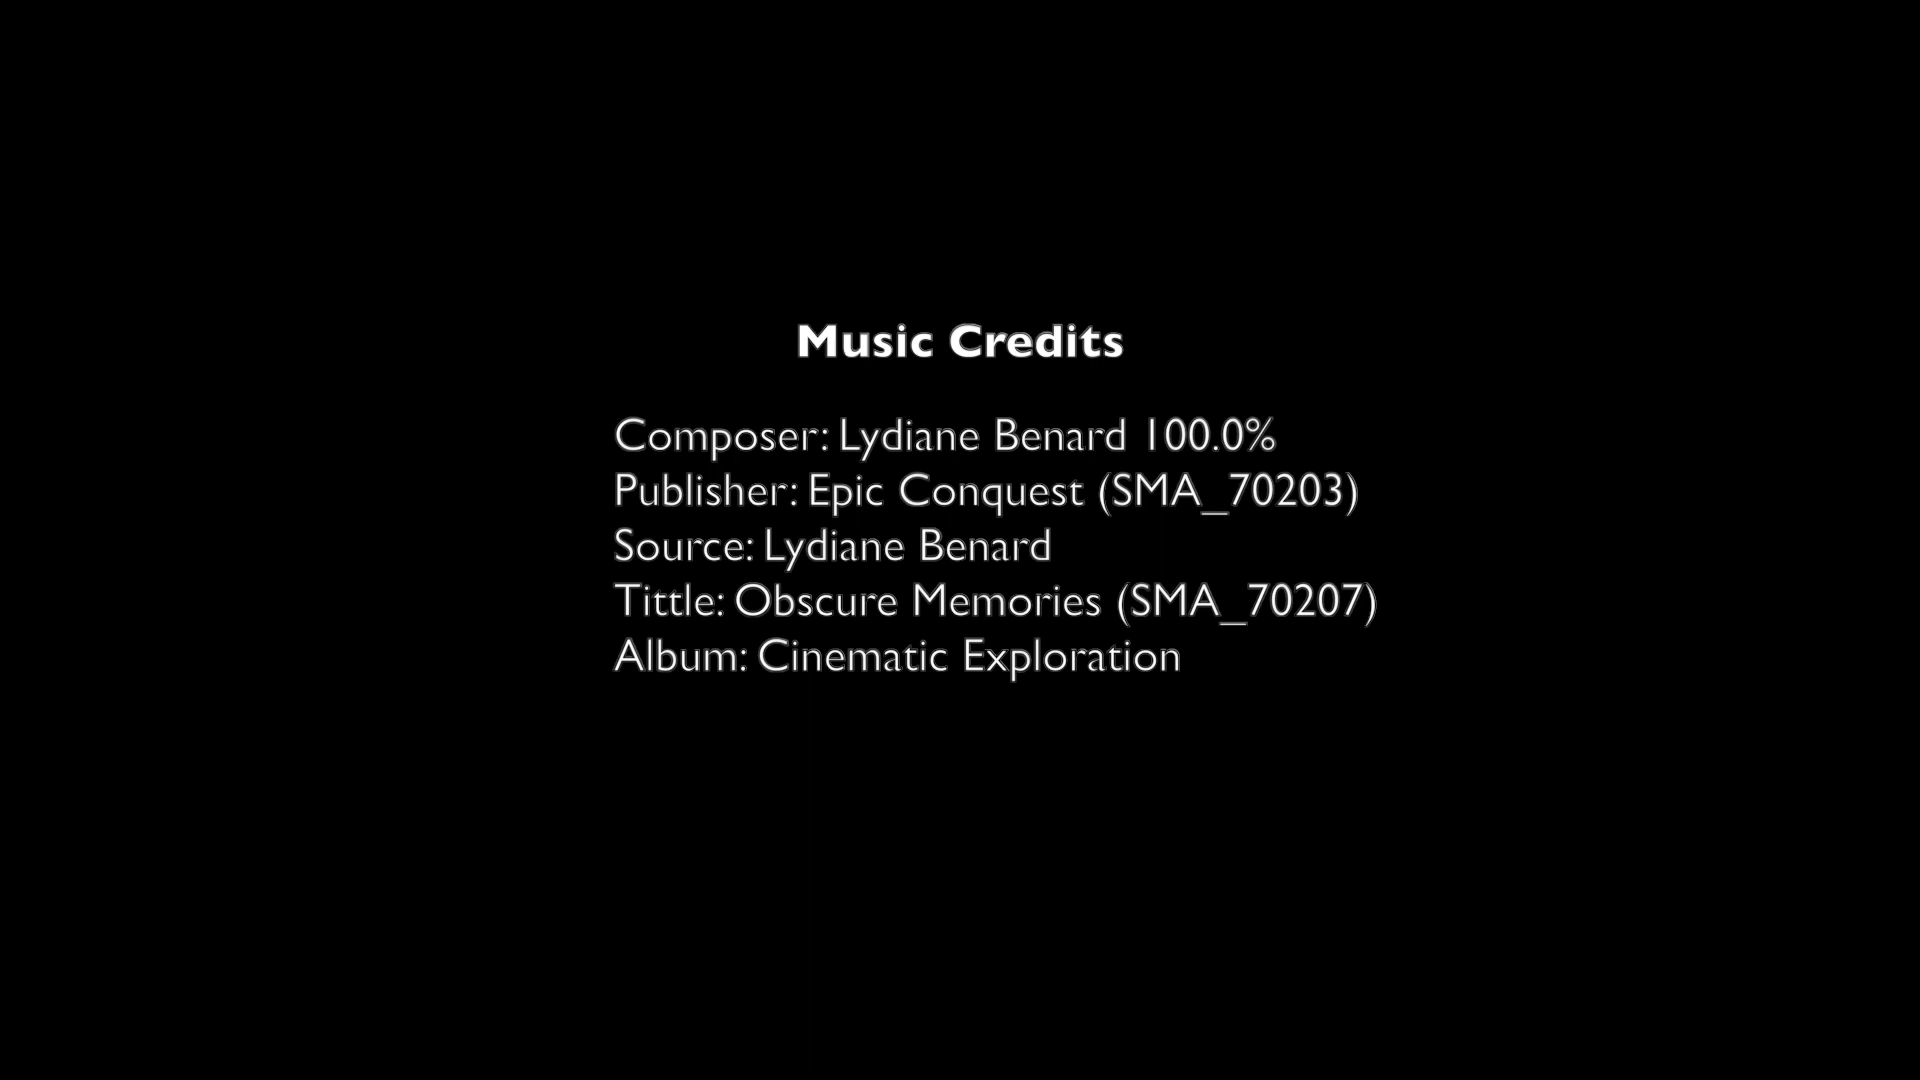 Music Credits
Composer: Lydiane Benard 100.0%
Publisher: Epic Conquest (SMA_70203)
Source: Lydiane Benard
Tittle: Obscure Memories (SMA_70207)
Album: Cinematic Exploration